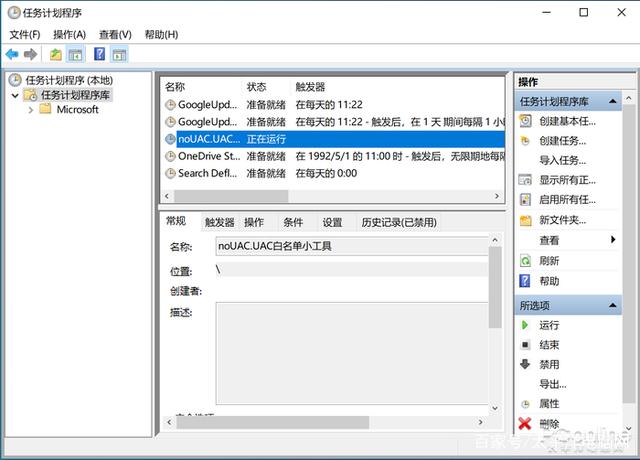 任务计划程序
文件(F) 操作(A) 查看(V) 帮助(H)
任务计划程序 (本地)
任务计划程序库
Microsoft
名称 状态 触发器
GoogleUpd... 准备就绪 在每天的 11:22
GoogleUpd... 准备就绪 在每天的 11:22 - 触发后，在 1 天 期间每隔 1 小
noUAC.UAC... 正在运行
OneDrive St... 准备就绪 在 1992/5/1 的 11:00 时 - 触发后，无限期地每隔
Search Defl... 准备就绪 在每天的 0:00
常规 触发器 操作 条件 设置 历史记录(已禁用)
名称: noUAC.UAC白名单小工具
位置: \
创建者:
描述:
安全选项
操作
任务计划程序库
创建基本任...
创建任务...
导入任务...
显示所有正...
启用所有任...
新文件夹...
查看
刷新
帮助
所选项
运行
结束
禁用
导出...
属性
删除
百家号/